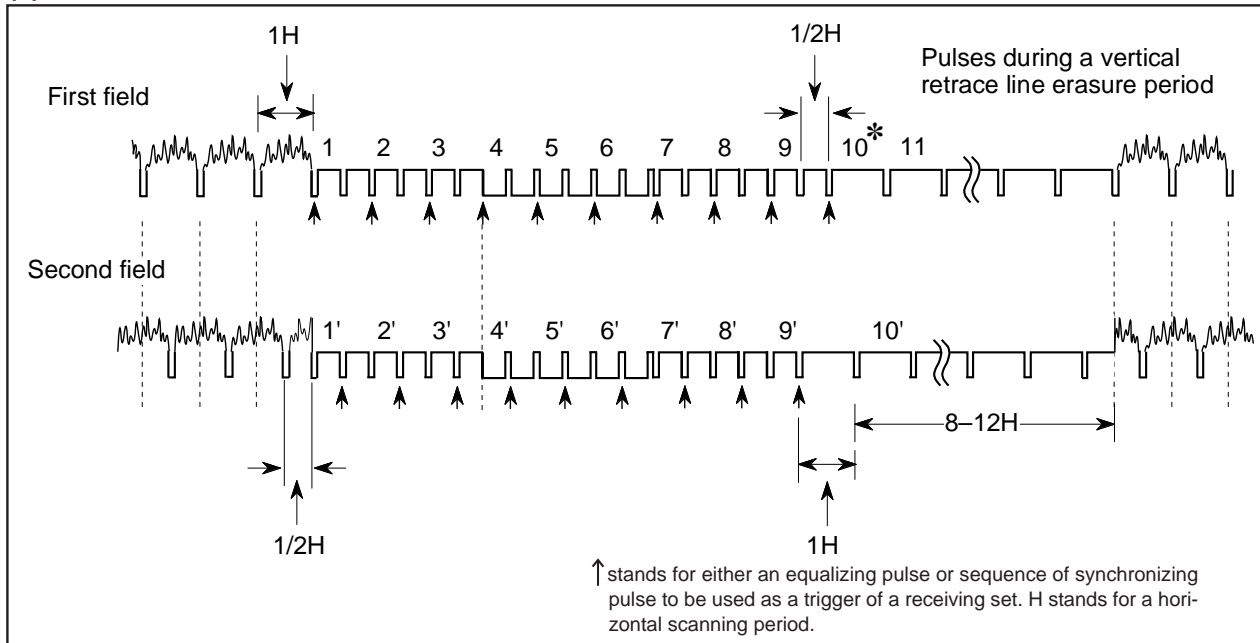 1H
1/2H
Pulses during a vertical
retrace line erasure period
First field
1 2 3 4 5 6 7 8 9 10* 11
Second field
1' 2' 3' 4' 5' 6' 7' 8' 9' 10'
8–12H
1/2H
1H
↑ stands for either an equalizing pulse or sequence of synchronizing
pulse to be used as a trigger of a receiving set. H stands for a hori-
zontal scanning period.